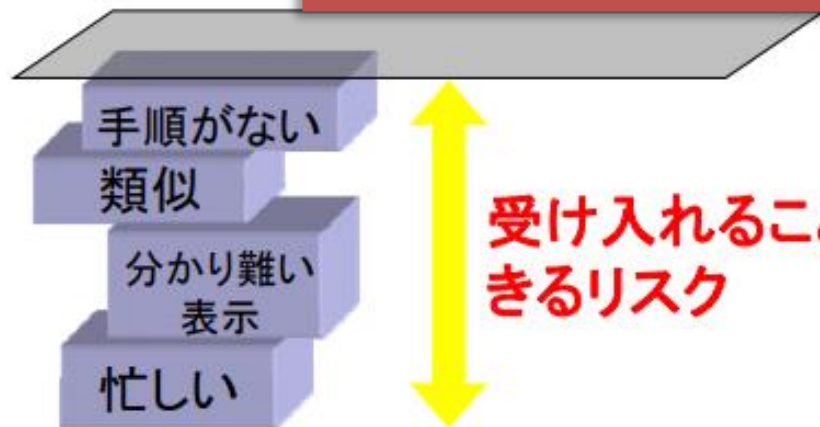 手順がない
類似
分かり難い
表示
忙しい
受け入れるこ
きるリスク